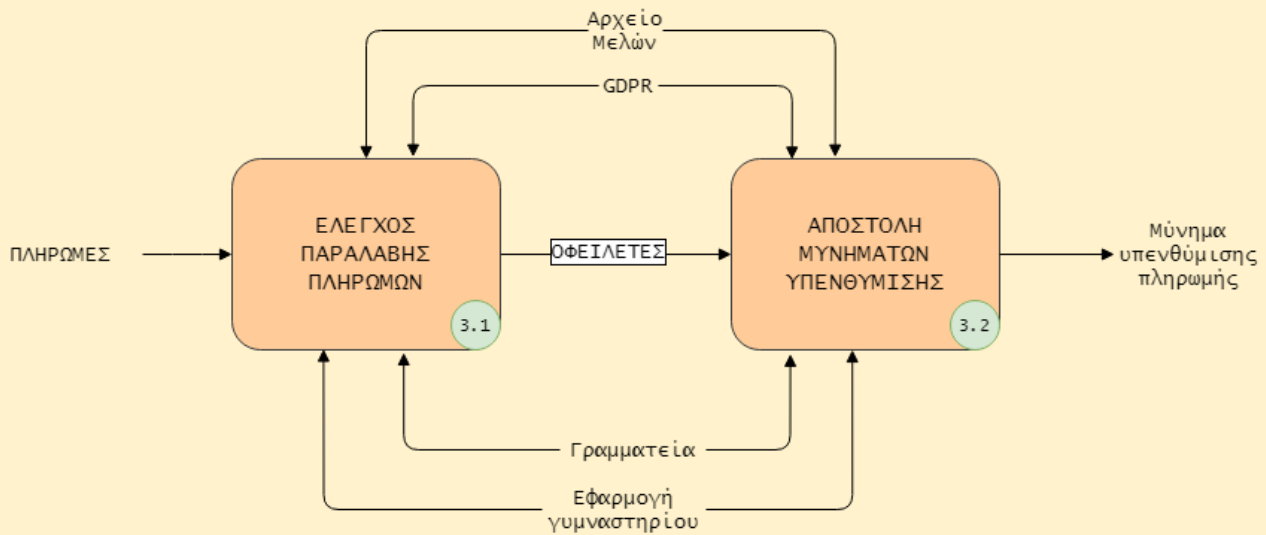 Αρχείο
Μελών
GDPR
ΠΛΗΡΩΜΕΣ
ΕΛΕΓΧΟΣ
ΠΑΡΑΛΑΒΗΣ
ΠΛΗΡΩΜΩΝ
3.1
ΟΦΕΙΛΕΤΕΣ
ΑΠΟΣΤΟΛΗ
ΜΥΝΗΜΑΤΩΝ
ΥΠΕΝΘΥΜΙΣΗΣ
3.2
Μύνημα
υπενθύμισης
πληρωμής
Γραμματεία
Εφαρμογή
γυμναστηρίου